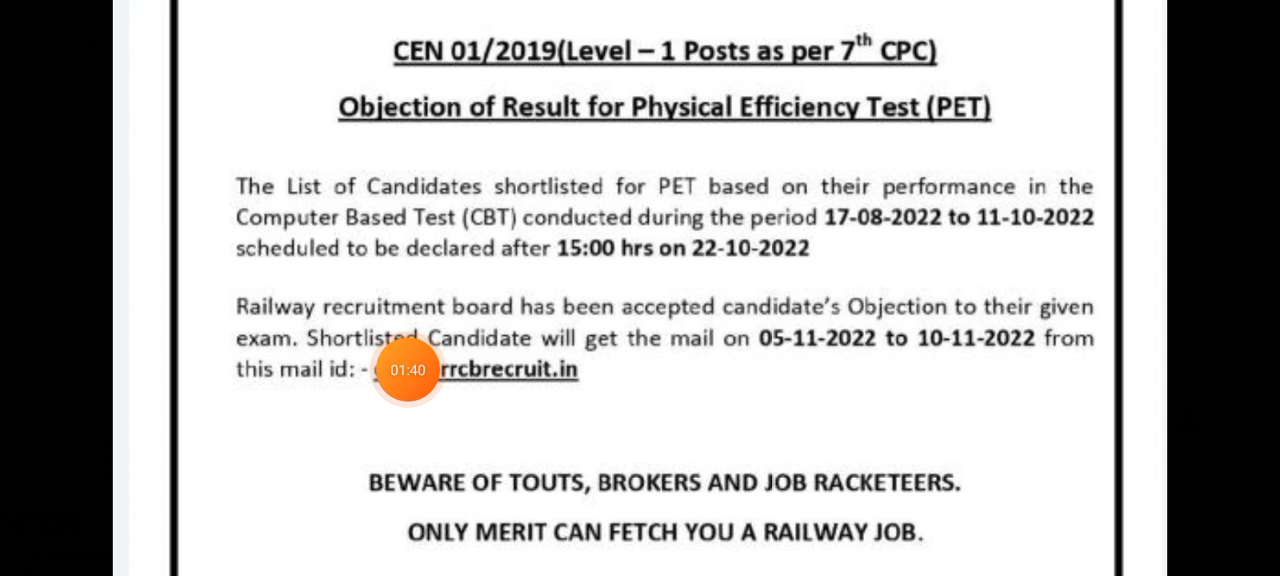 CEN 01/2019(Level – 1 Posts as per 7th CPC)
Objection of Result for Physical Efficiency Test (PET)
The List of Candidates shortlisted for PET based on their performance in the
Computer Based Test (CBT) conducted during the period 17-08-2022 to 11-10-2022
scheduled to be declared after 15:00 hrs on 22-10-2022
Railway recruitment board has been accepted candidate's Objection to their given
exam. Shortlisted Candidate will get the mail on 05-11-2022 to 10-11-2022 from
this mail id: - rrcbrecruit.in
01:40
BEWARE OF TOUTS, BROKERS AND JOB RACKETEERS.
ONLY MERIT CAN FETCH YOU A RAILWAY JOB.